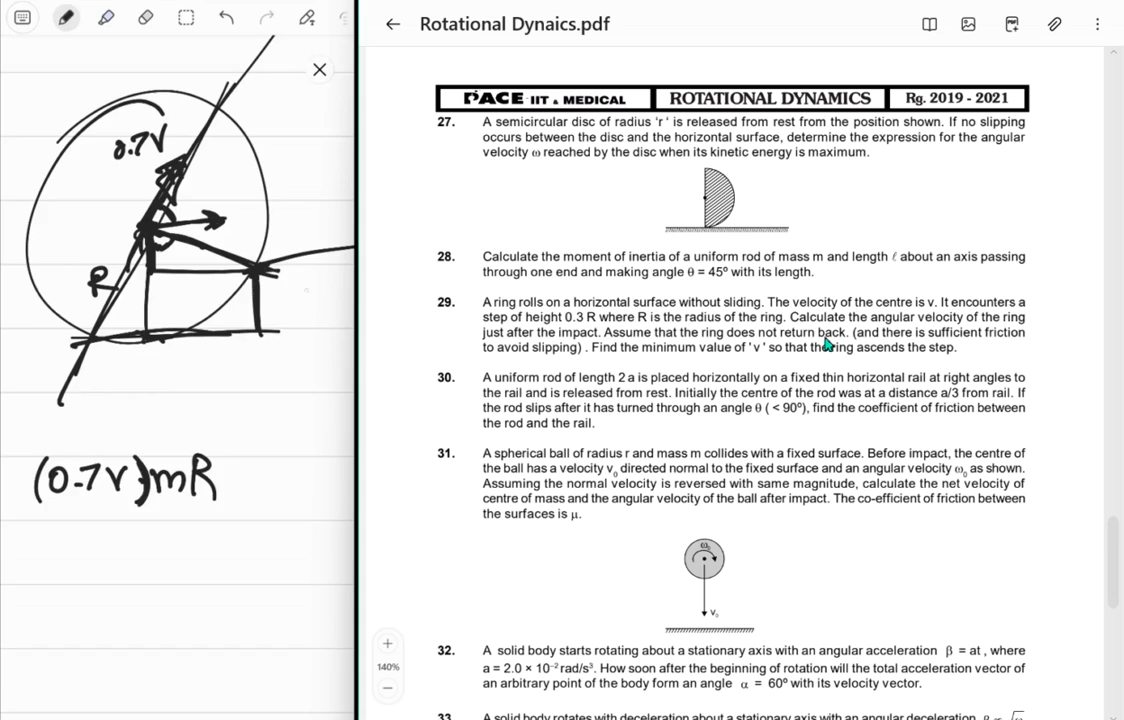 Rotational Dynaics.pdf
PACE IIT & MEDICAL ROTATIONAL DYNAMICS Rg. 2019 - 2021
27. A semicircular disc of radius 'r' is released from rest from the position shown. If no slipping
occurs between the disc and the horizontal surface, determine the expression for the angular
velocity ω reached by the disc when its kinetic energy is maximum.
28. Calculate the moment of inertia of a uniform rod of mass m and length ℓ about an axis passing
through one end and making angle θ = 45º with its length.
29. A ring rolls on a horizontal surface without sliding. The velocity of the centre is v. It encounters a
step of height 0.3 R where R is the radius of the ring. Calculate the angular velocity of the ring
just after the impact. Assume that the ring does not return back. (and there is sufficient friction
to avoid slipping) . Find the minimum value of 'v' so that the ring ascends the step.
30. A uniform rod of length 2a is placed horizontally on a fixed thin horizontal rail at right angles to
the rail and is released from rest. Initially the centre of the rod was at a distance a/3 from rail. If
the rod slips after it has turned through an angle θ ( < 90º), find the coefficient of friction between
the rod and the rail.
31. A spherical ball of radius r and mass m collides with a fixed surface. Before impact, the centre of
the ball has a velocity v₀ directed normal to the fixed surface and an angular velocity ω₀ as shown.
Assuming the normal velocity is reversed with same magnitude, calculate the net velocity of
centre of mass and the angular velocity of the ball after impact. The co-efficient of friction between
the surfaces is μ.
ω₀
v₀
32. A solid body starts rotating about a stationary axis with an angular acceleration β = at , where
a = 2.0 × 10⁻² rad/s³. How soon after the beginning of rotation will the total acceleration vector of
an arbitrary point of the body form an angle α = 60º with its velocity vector.
33. A solid body rotates with deceleration about a stationary axis with an angular deceleration
140%
0.7V
R
(0.7V)mR